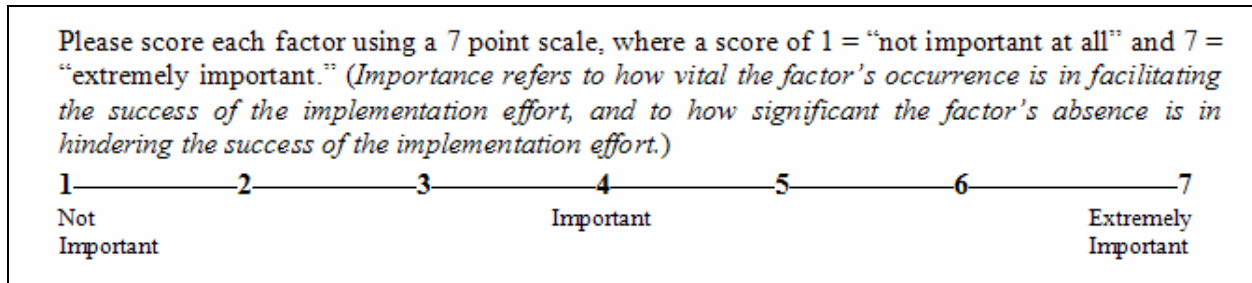 Please score each factor using a 7 point scale, where a score of 1 = “not important at all” and 7 =
“extremely important.” (Importance refers to how vital the factor’s occurrence is in facilitating
the success of the implementation effort, and to how significant the factor’s absence is in
hindering the success of the implementation effort.)
1 2 3 4 5 6 7
Not Important Extremely
Important Important